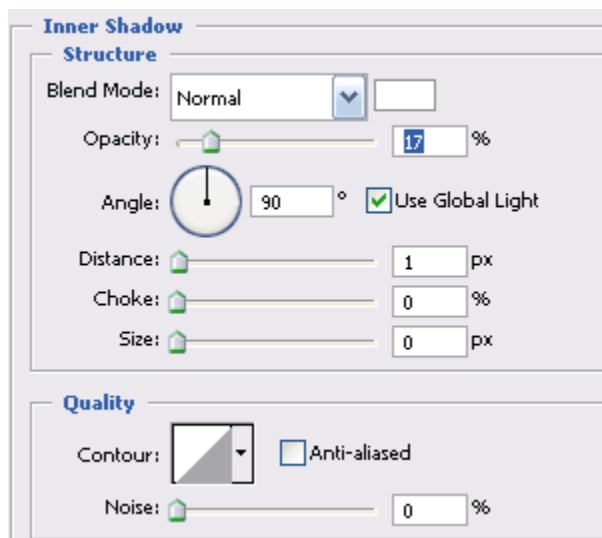 Inner Shadow
Structure
Blend Mode: Normal
Opacity: 17 %
Angle: 90 ° Use Global Light
Distance: 1 px
Choke: 0 %
Size: 0 px
Quality
Contour: Anti-aliased
Noise: 0 %